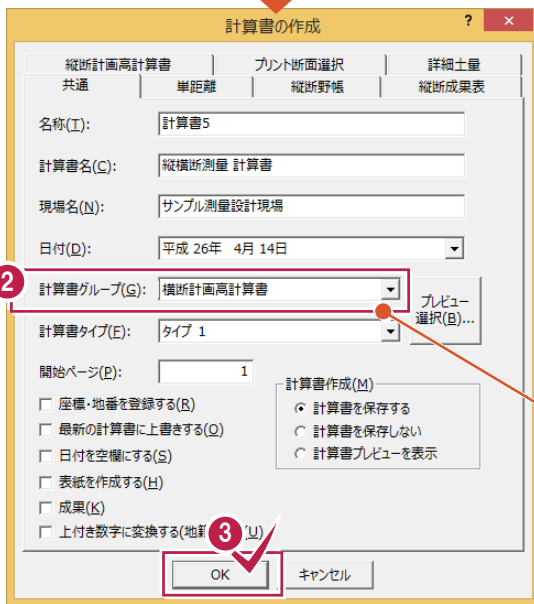 計算書の作成
?
×
縦断計画高計算書
プリント断面選択
詳細土量
共通
単距離
縦断野帳
縦断成果表
名称(T):
計算書5
計算書名(C):
縦横断測量 計算書
現場名(N):
サンプル測量設計現場
日付(D):
平成 26年 4月 14日
2
計算書グループ(G):
横断計画高計算書
プレビュー
選択(B)...
計算書タイプ(F):
タイプ 1
開始ページ(P):
1
計算書作成(M)
座標・地番を登録する(R)
計算書を保存する
最新の計算書に上書きする(O)
計算書を保存しない
日付を空欄にする(S)
計算書プレビューを表示
表紙を作成する(H)
成果(K)
上付き数字に変換する(地籍
(U)
3
OK
キャンセル